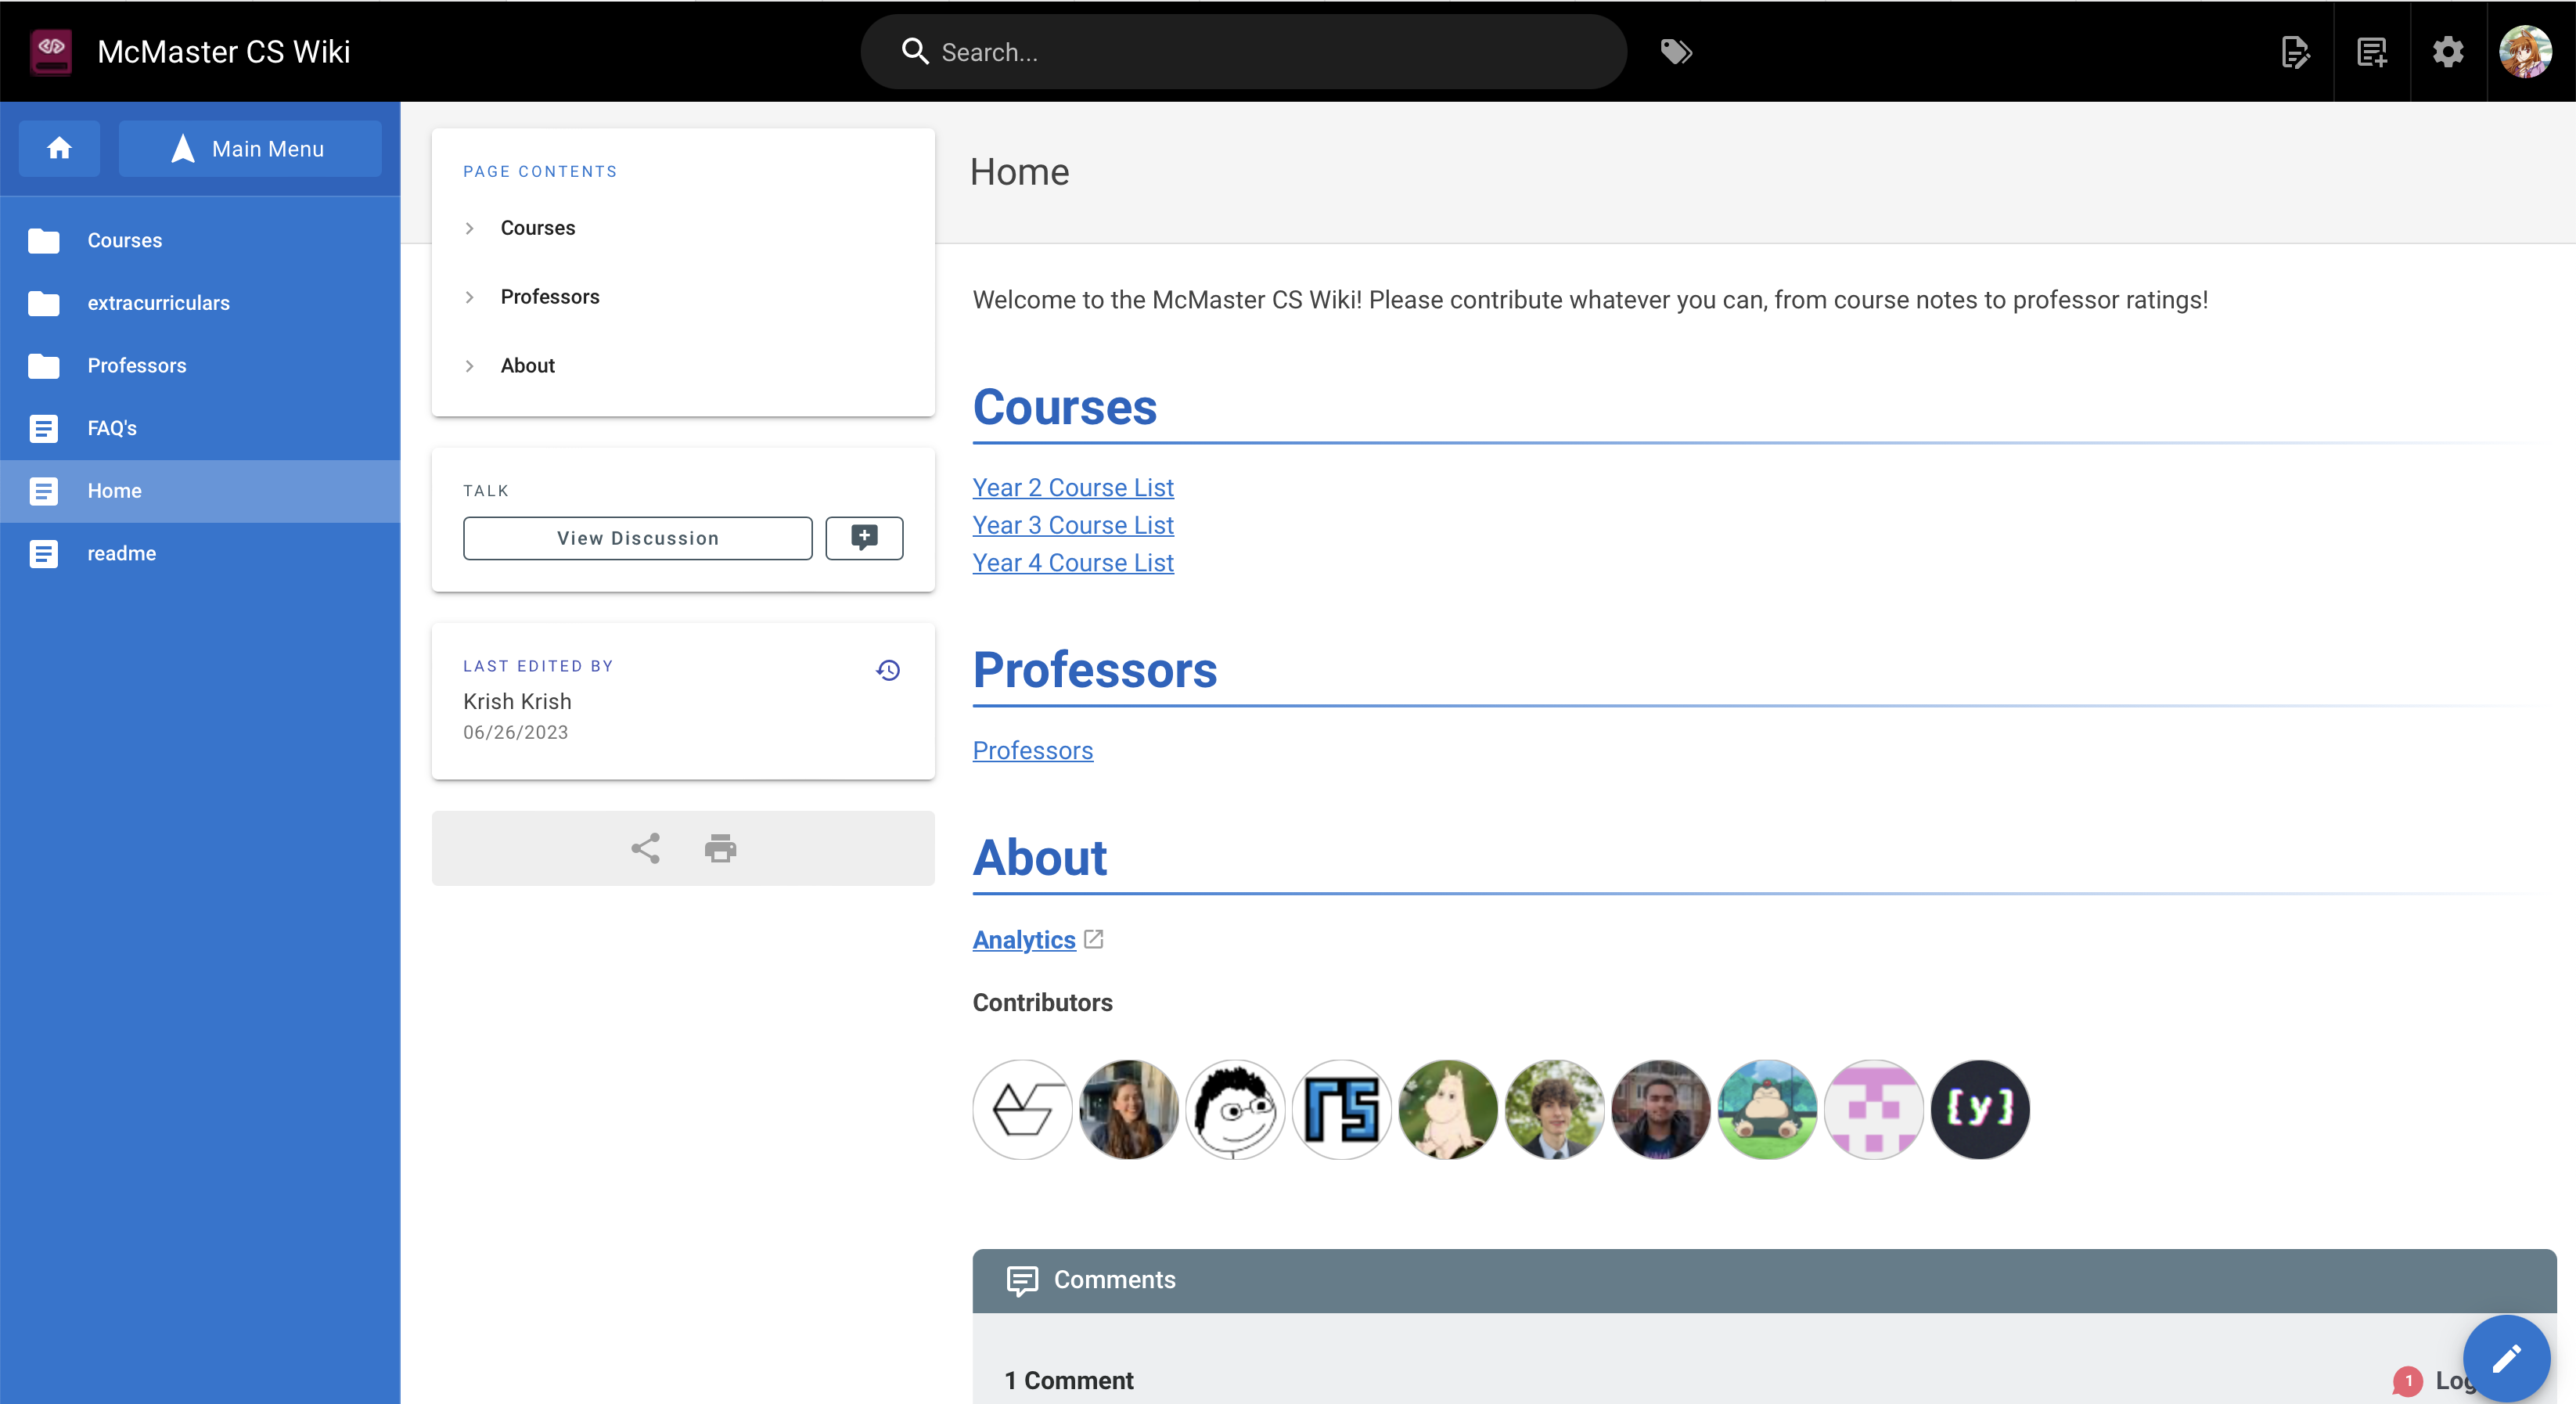 McMaster CS Wiki
Search...
Main Menu
Courses
extracurriculars
Professors
FAQ's
Home
readme
PAGE CONTENTS
Courses
Professors
About
TALK
View Discussion
LAST EDITED BY
Krish Krish
06/26/2023
Home
Welcome to the McMaster CS Wiki! Please contribute whatever you can, from course notes to professor ratings!
Courses
Year 2 Course List
Year 3 Course List
Year 4 Course List
Professors
Professors
About
Analytics
Contributors
rs
[y]
Comments
1 Comment
1